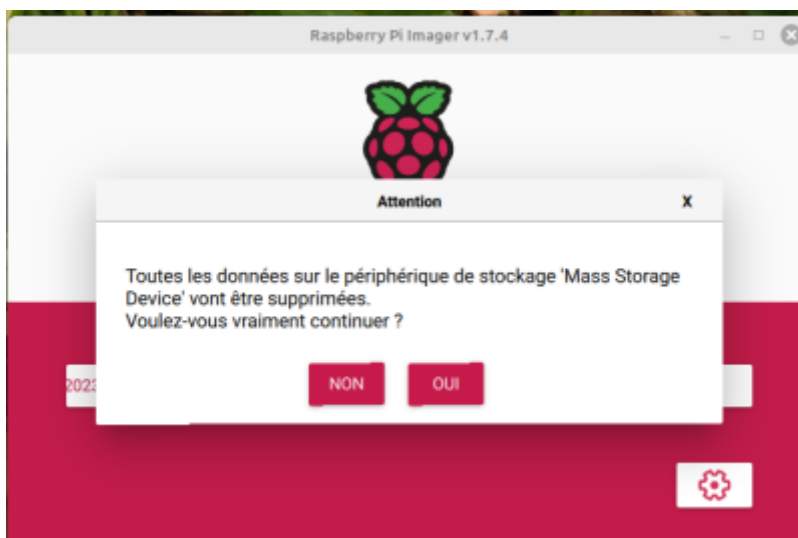 Raspberry Pi Imager v1.7.4
Attention
X
Toutes les données sur le périphérique de stockage 'Mass Storage
Device' vont être supprimées.
Voulez-vous vraiment continuer ?
2023
NON
OUI